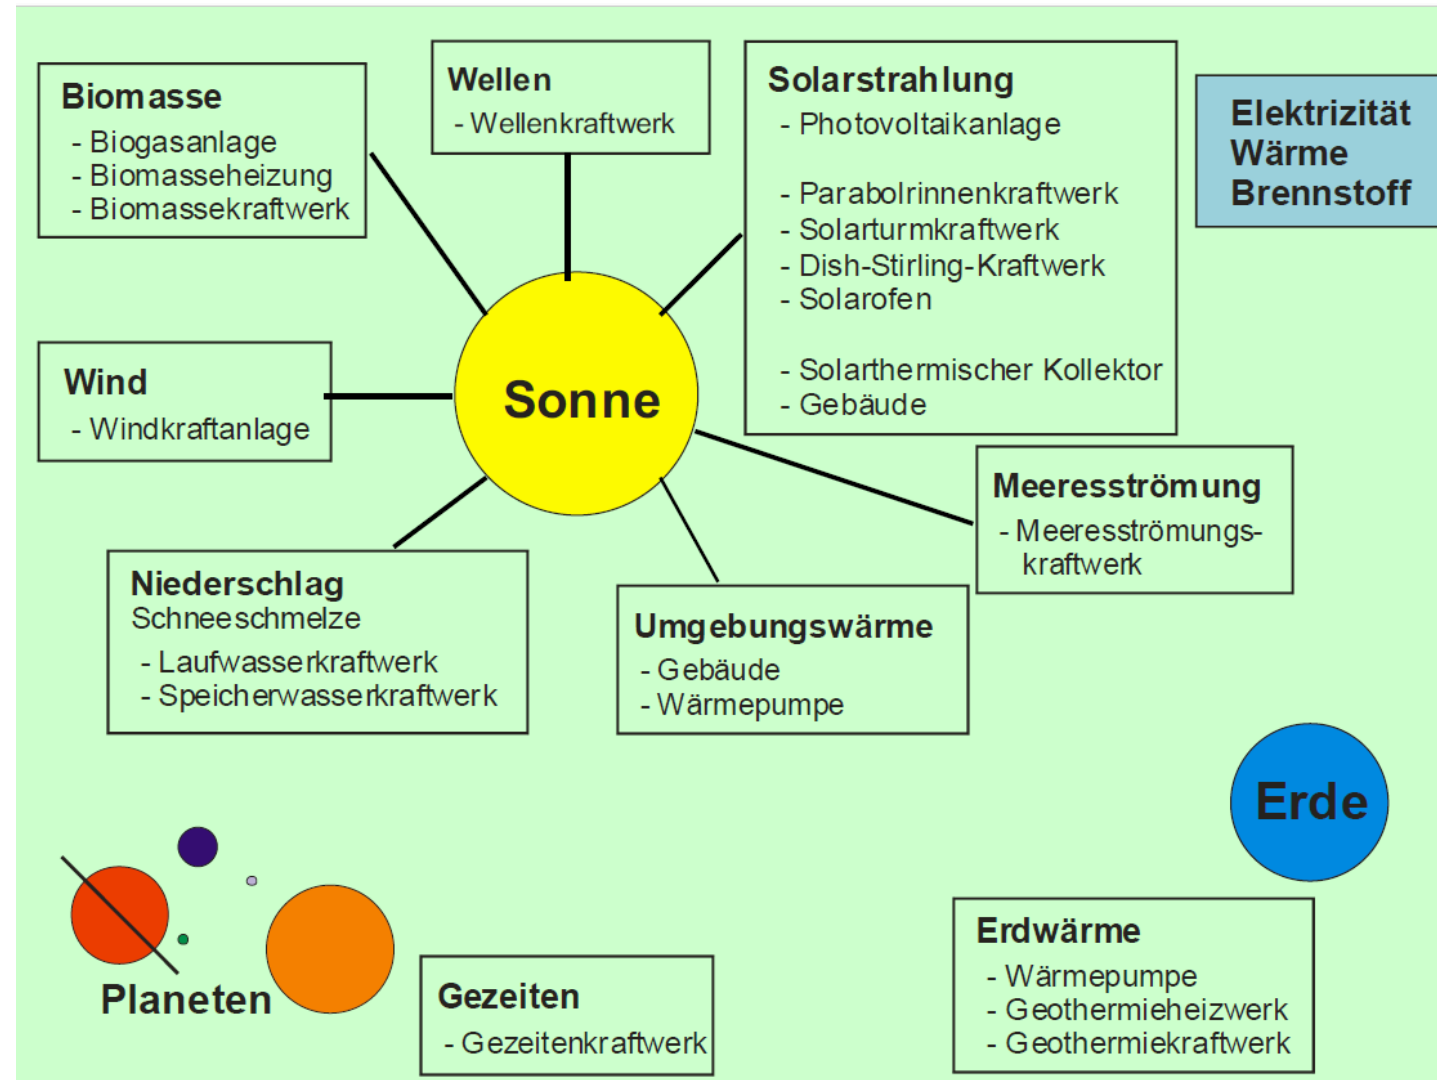 Biomasse
- Biogasanlage
- Biomasseheizung
- Biomassekraftwerk
Wellen
- Wellenkraftwerk
Solarstrahlung
- Photovoltaikanlage
- Parabolrinnenkraftwerk
- Solarturmkraftwerk
- Dish-Stirling-Kraftwerk
- Solarofen
- Solarthermischer Kollektor
- Gebäude
Elektrizität
Wärme
Brennstoff
Wind
- Windkraftanlage
Sonne
Meeresströmung
- Meeresströmungs-
kraftwerk
Niederschlag
Schneeschmelze
- Laufwasserkraftwerk
- Speicherwasserkraftwerk
Umgebungswärme
- Gebäude
- Wärmepumpe
Erde
Planeten
Gezeiten
- Gezeitenkraftwerk
Erdwärme
- Wärmepumpe
- Geothermieheizwerk
- Geothermiekraftwerk